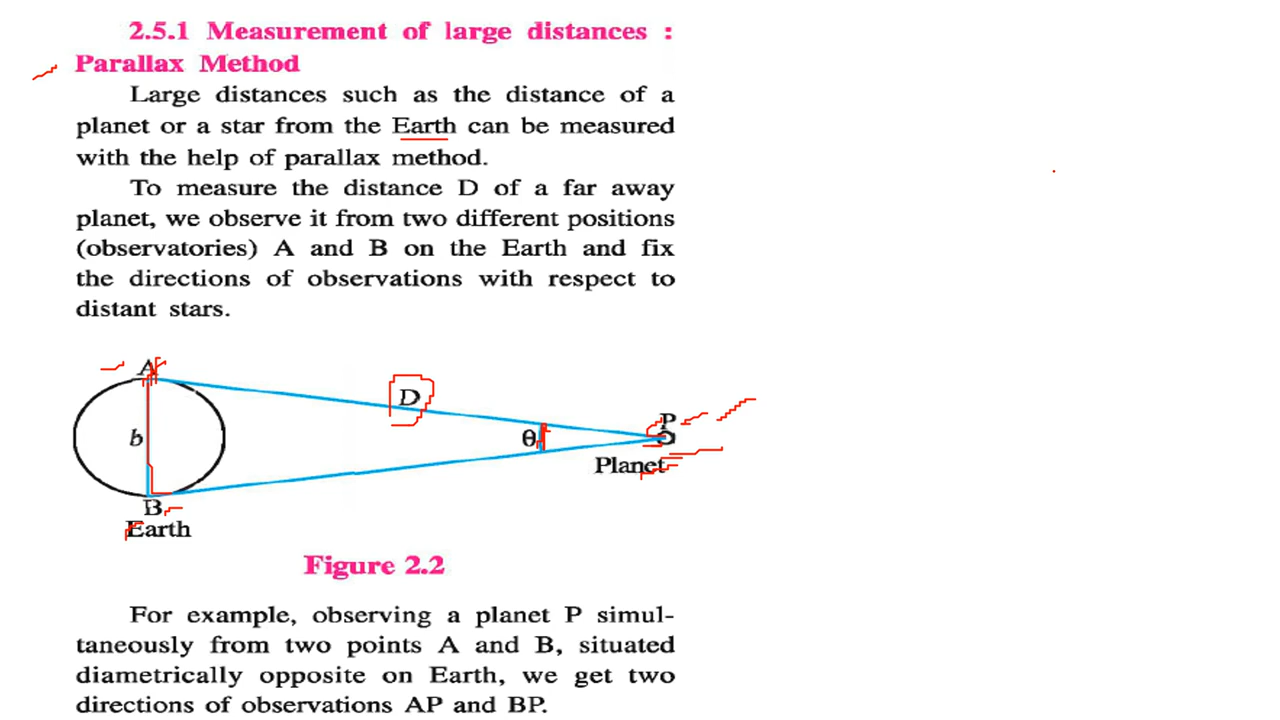 2.5.1 Measurement of large distances :
Parallax Method
Large distances such as the distance of a
planet or a star from the Earth can be measured
with the help of parallax method.
To measure the distance D of a far away
planet, we observe it from two different positions
(observatories) A and B on the Earth and fix
the directions of observations with respect to
distant stars.
A
D
P
b
θ
Planet
B
Earth
Figure 2.2
For example, observing a planet P simul-
taneously from two points A and B, situated
diametrically opposite on Earth, we get two
directions of observations AP and BP.